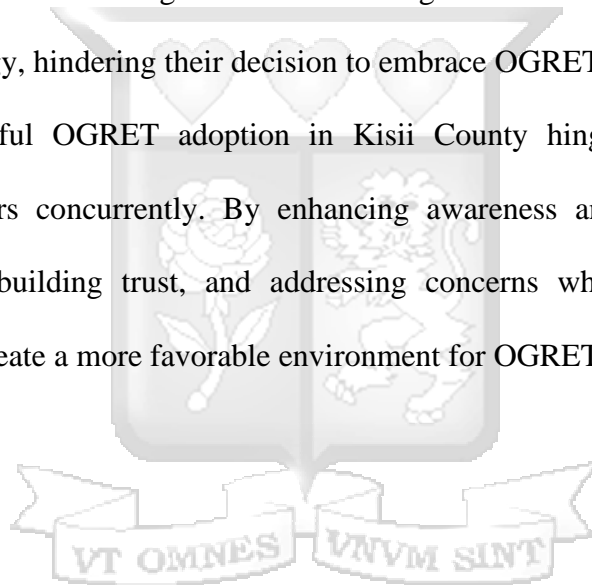 y, hindering their decision to embrace OGRET
ful OGRET adoption in Kisii County hing
rs concurrently. By enhancing awareness a
building trust, and addressing concerns wh
eate a more favorable environment for OGRET
VT OMNES VNVM SINT